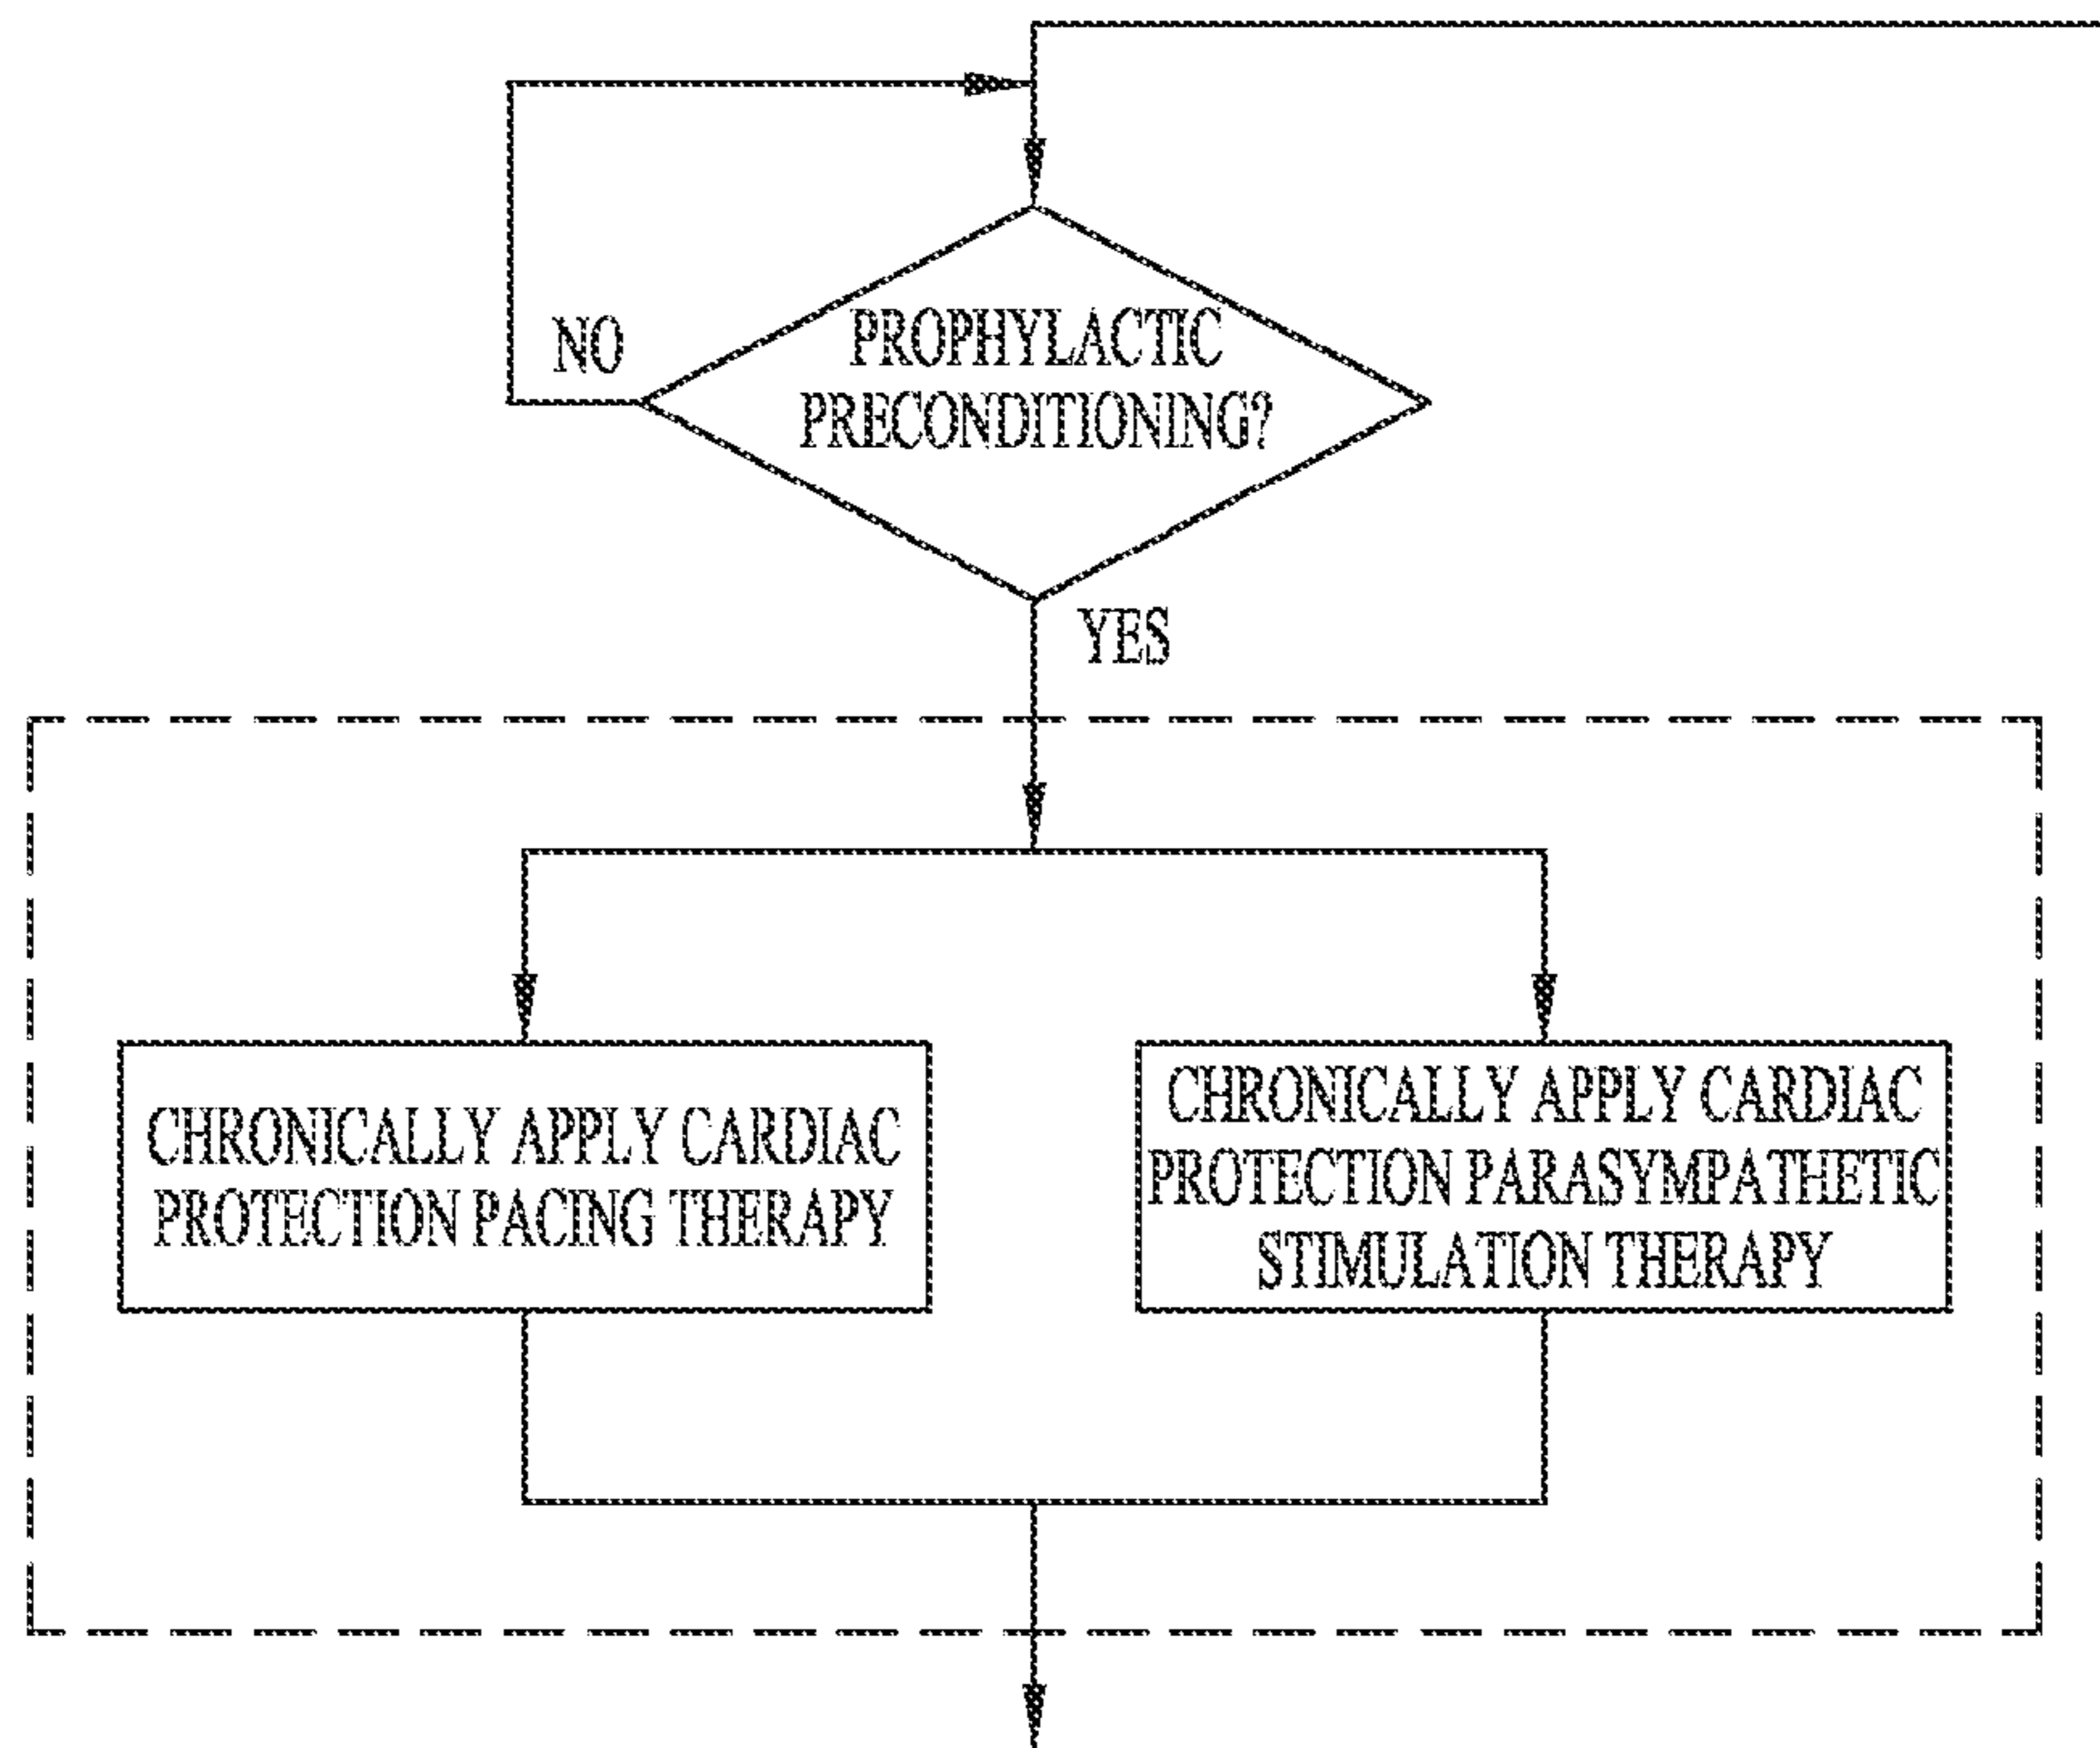 PROPHYLACTIC
PRECONDITIONING?
NO
YES
CHRONICALLY APPLY CARDIAC
PROTECTION PACING THERAPY
CHRONICALLY APPLY CARDIAC
PROTECTION PARASYMPATHETIC
STIMULATION THERAPY